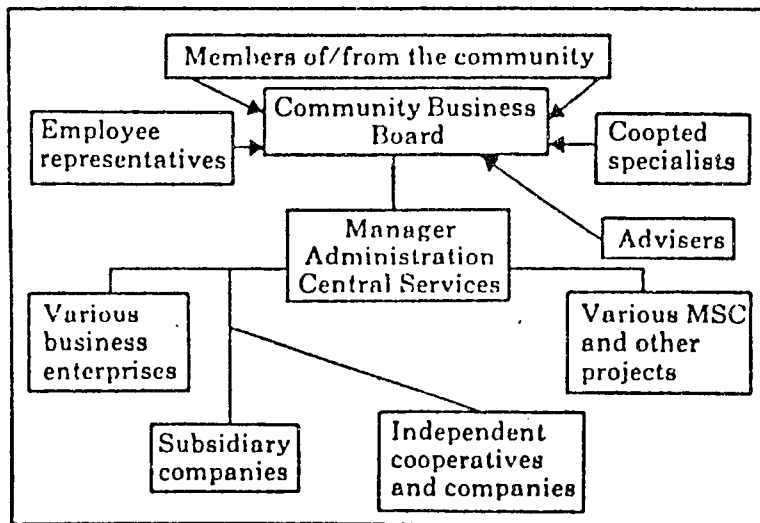 Members of/from the community
Community Business
Board
Employee
representatives
Coopted
specialists
Manager
Administration
Central Services
Advisers
Various
business
enterprises
Various MSC
and other
projects
Subsidiary
companies
Independent
cooperatives
and companies